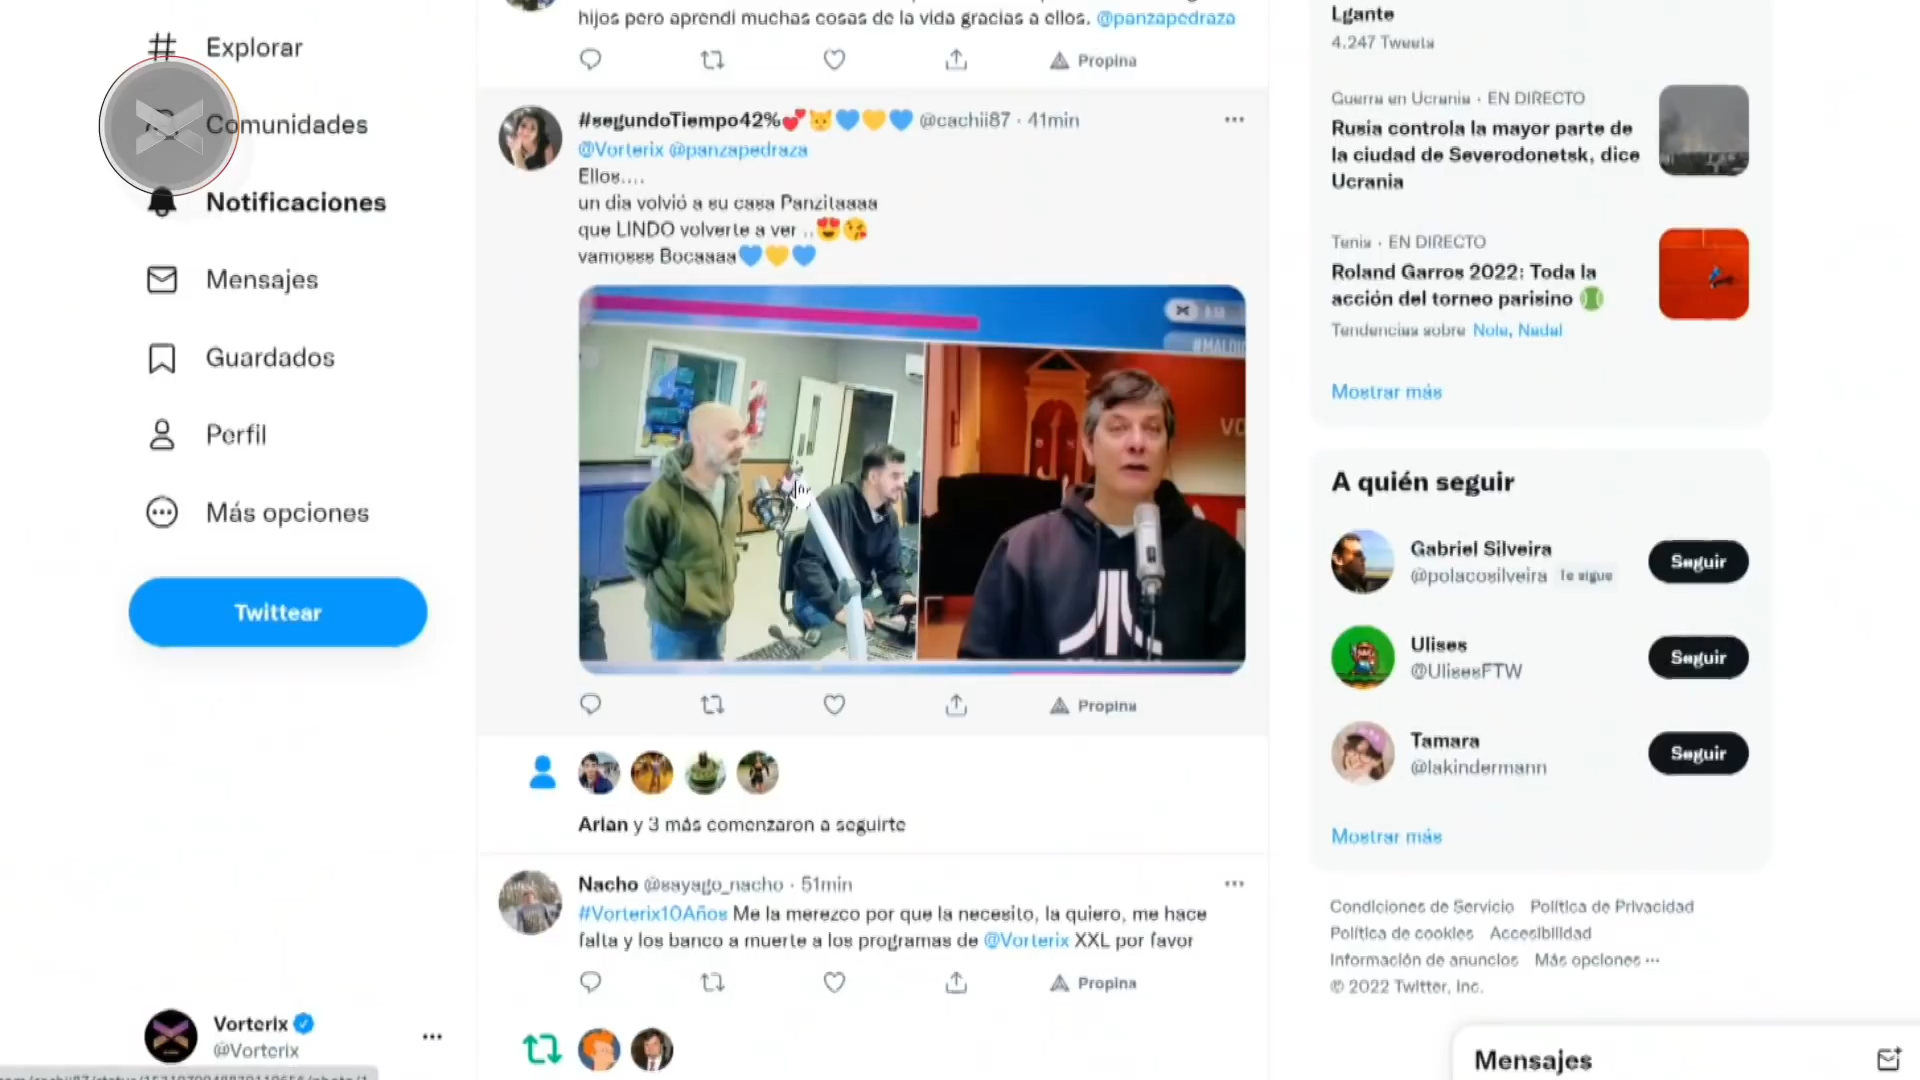 Explorar
Comunidades
Notificaciones
Mensajes
Guardados
Perfil
Más opciones
Twittear
Vorterix
@Vorterix
hijos pero aprendi muchas cosas de la vida gracias a ellos. @panzapedraza
Propina
#segundoTiempo42%💕😺💙💛💙 @cachii87 · 41min
@Vorterix @panzapedraza
Ellos....
un dia volvió a su casa Panzitaaaa
que LINDO volverte a ver ..😍😘
vamosss Bocaaaa💙💛💙
AM
#MALDI
VO
Propina
Arian y 3 más comenzaron a seguirte
Nacho @sayago_nacho · 51min
#Vorterix10Años Me la merezco por que la necesito, la quiero, me hace
falta y los banco a muerte a los programas de @Vorterix XXL por favor
Propina
Lgante
4.247 Tweets
Guerra en Ucrania · EN DIRECTO
Rusia controla la mayor parte de
la ciudad de Severodonetsk, dice
Ucrania
Tenis · EN DIRECTO
Roland Garros 2022: Toda la
acción del torneo parisino
Tendencias sobre Nole, Nadal
Mostrar más
A quién seguir
Gabriel Silveira
@polacosilveira Te sigue
Seguir
Ulises
@UlisesFTW
Seguir
Tamara
@lakindermann
Seguir
Mostrar más
Condiciones de Servicio Política de Privacidad
Política de cookies Accesibilidad
Información de anuncios Más opciones ···
© 2022 Twitter, Inc.
Mensajes